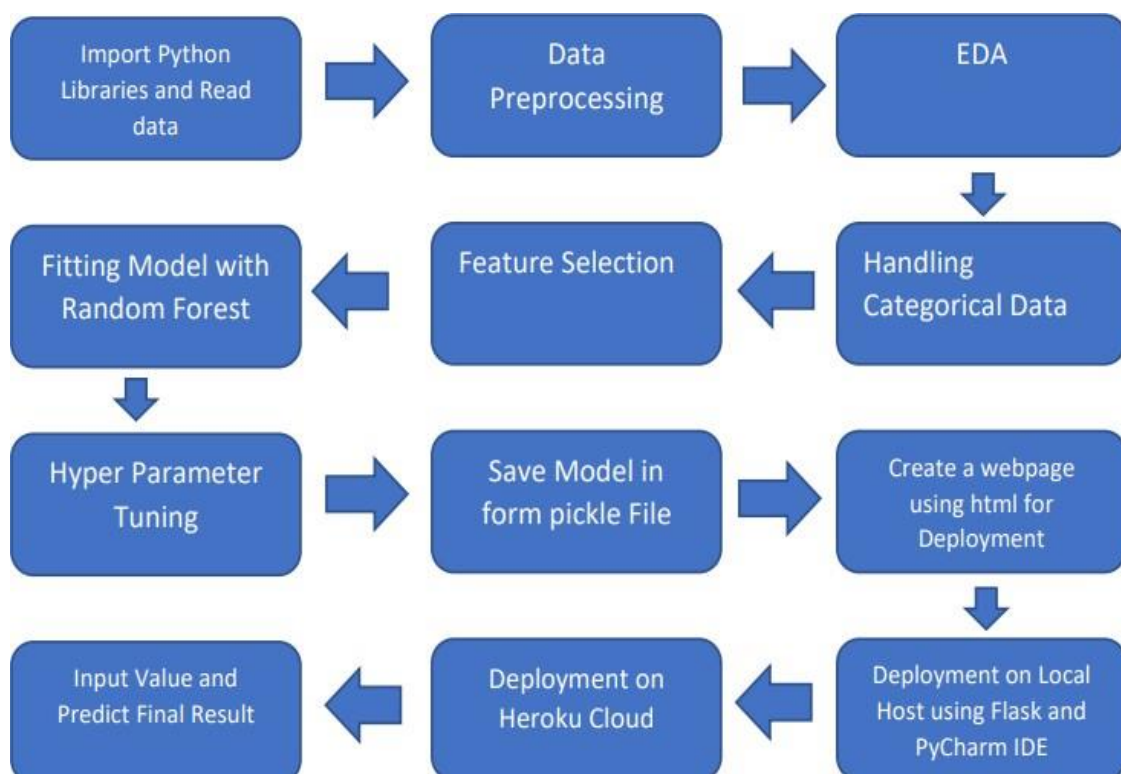 Import Python
Libraries and Read
data
Data
Preprocessing
EDA
Handling
Categorical Data
Feature Selection
Fitting Model with
Random Forest
Hyper Parameter
Tuning
Save Model in
form pickle File
Create a webpage
using html for
Deployment
Deployment on Local
Host using Flask and
PyCharm IDE
Deployment on
Heroku Cloud
Input Value and
Predict Final Result